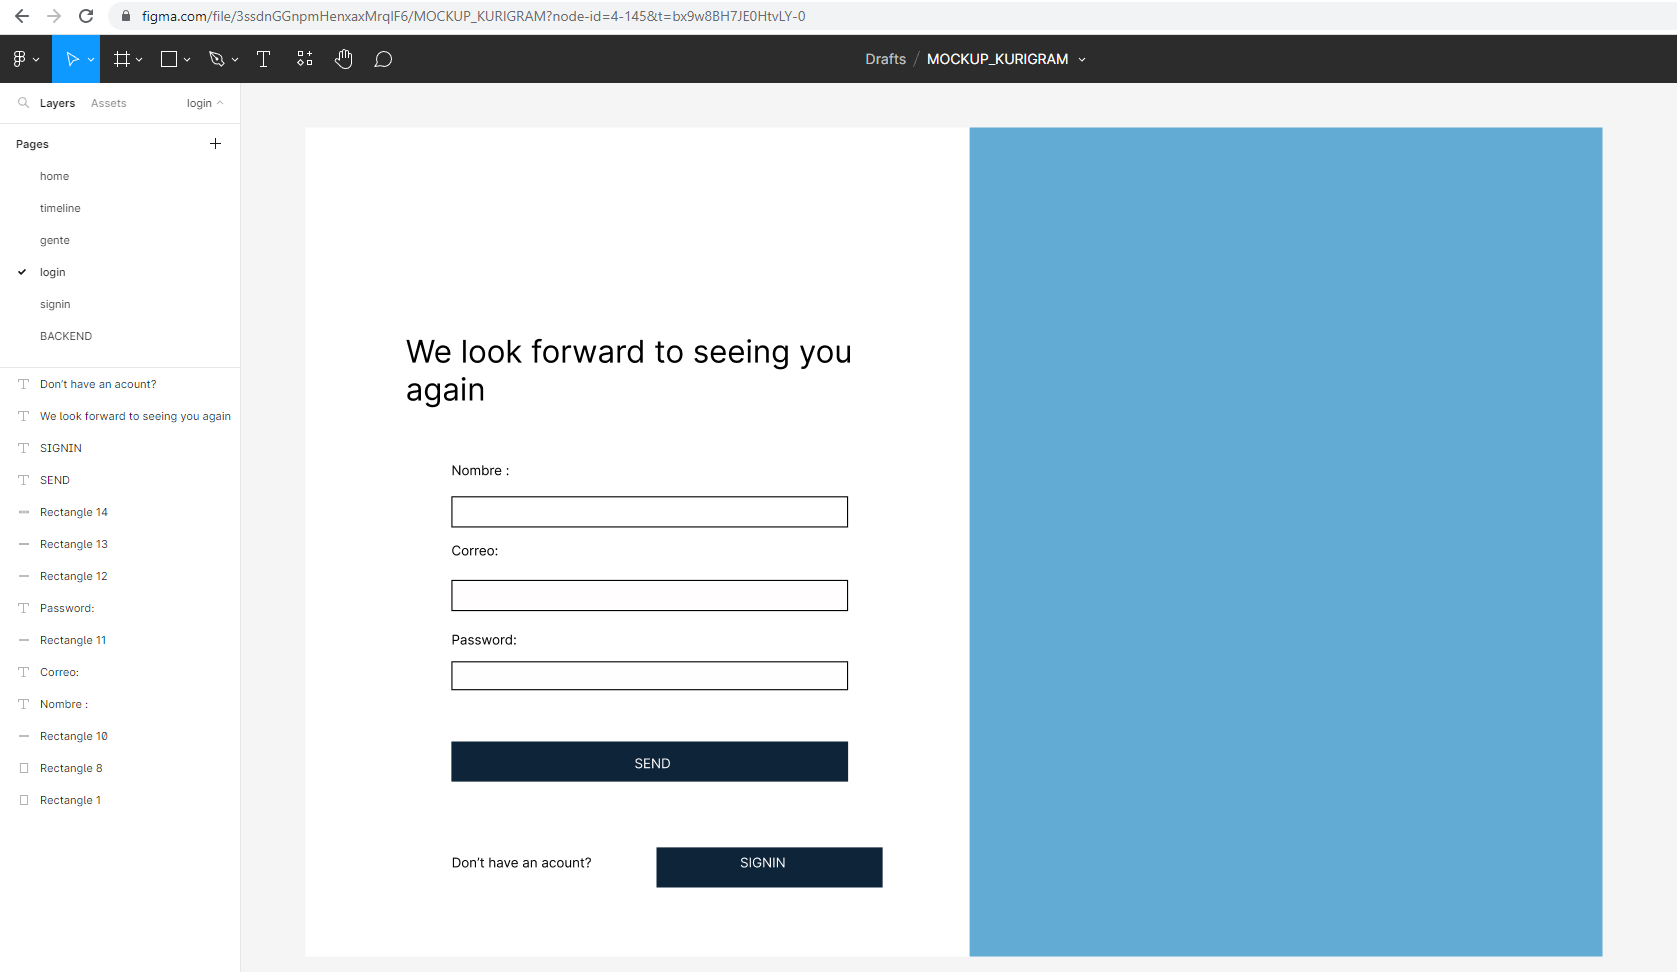 figma.com/file/3ssdnGGnpmHenxaxMrqIF6/MOCKUP_KURIGRAM?node-id=4-145&t=bx9w8BH7JE0HtvLY-0
Drafts / MOCKUP_KURIGRAM
Layers Assets login
Pages
home
timeline
gente
login
signin
BACKEND
Don't have an acount?
We look forward to seeing you again
SIGNIN
SEND
Rectangle 14
Rectangle 13
Rectangle 12
Password:
Rectangle 11
Correo:
Nombre :
Rectangle 10
Rectangle 8
Rectangle 1
We look forward to seeing you
again
Nombre :
Correo:
Password:
SEND
Don't have an acount?
SIGNIN